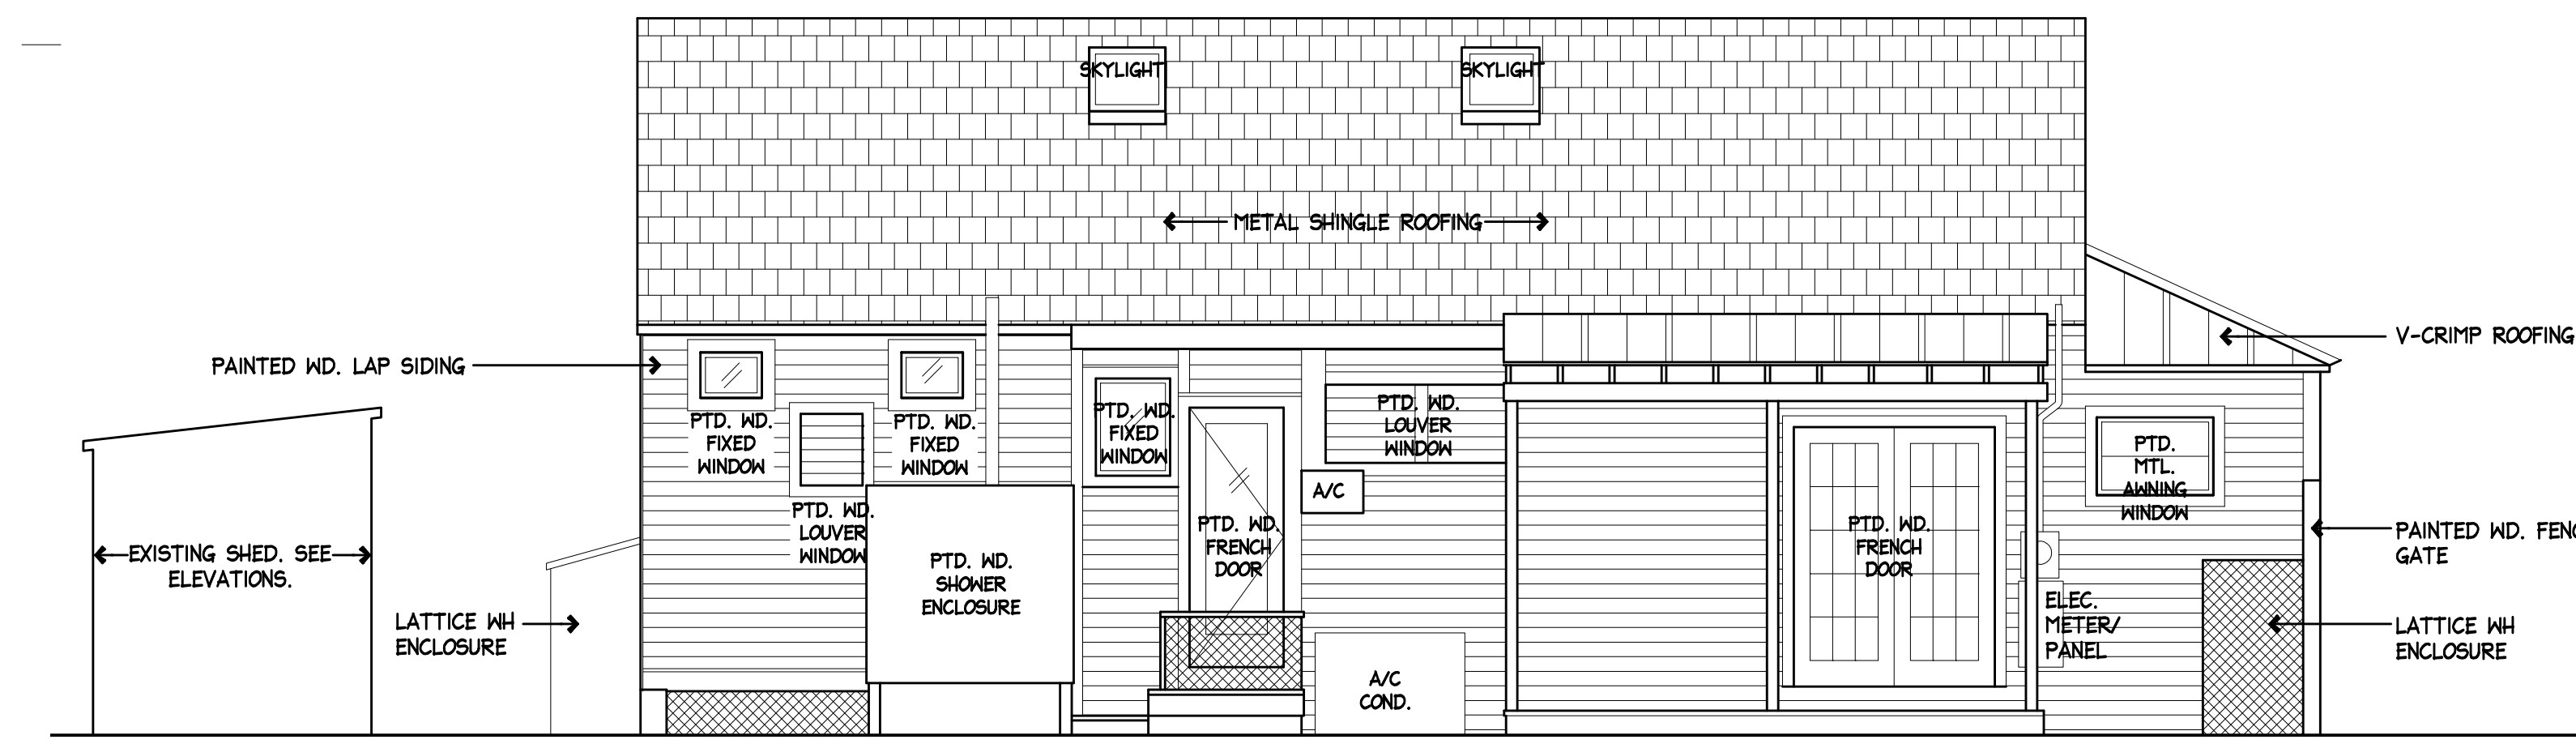 SKYLIGHT
SKYLIGHT
METAL SHINGLE ROOFING
V-CRIMP ROOFING
PAINTED WD. LAP SIDING
PTD. WD.
FIXED
WINDOW
PTD. WD.
FIXED
WINDOW
PTD. WD.
FIXED
WINDOW
PTD. WD.
LOUVER
WINDOW
PTD.
MTL.
AWNING
WINDOW
A/C
PTD. WD.
LOUVER
WINDOW
PTD. WD.
FRENCH
DOOR
PTD. WD.
FRENCH
DOOR
PAINTED WD. FENC
GATE
EXISTING SHED. SEE
ELEVATIONS.
PTD. WD.
SHOWER
ENCLOSURE
LATTICE WH
ENCLOSURE
ELEC.
METER/
PANEL
LATTICE WH
ENCLOSURE
A/C
COND.